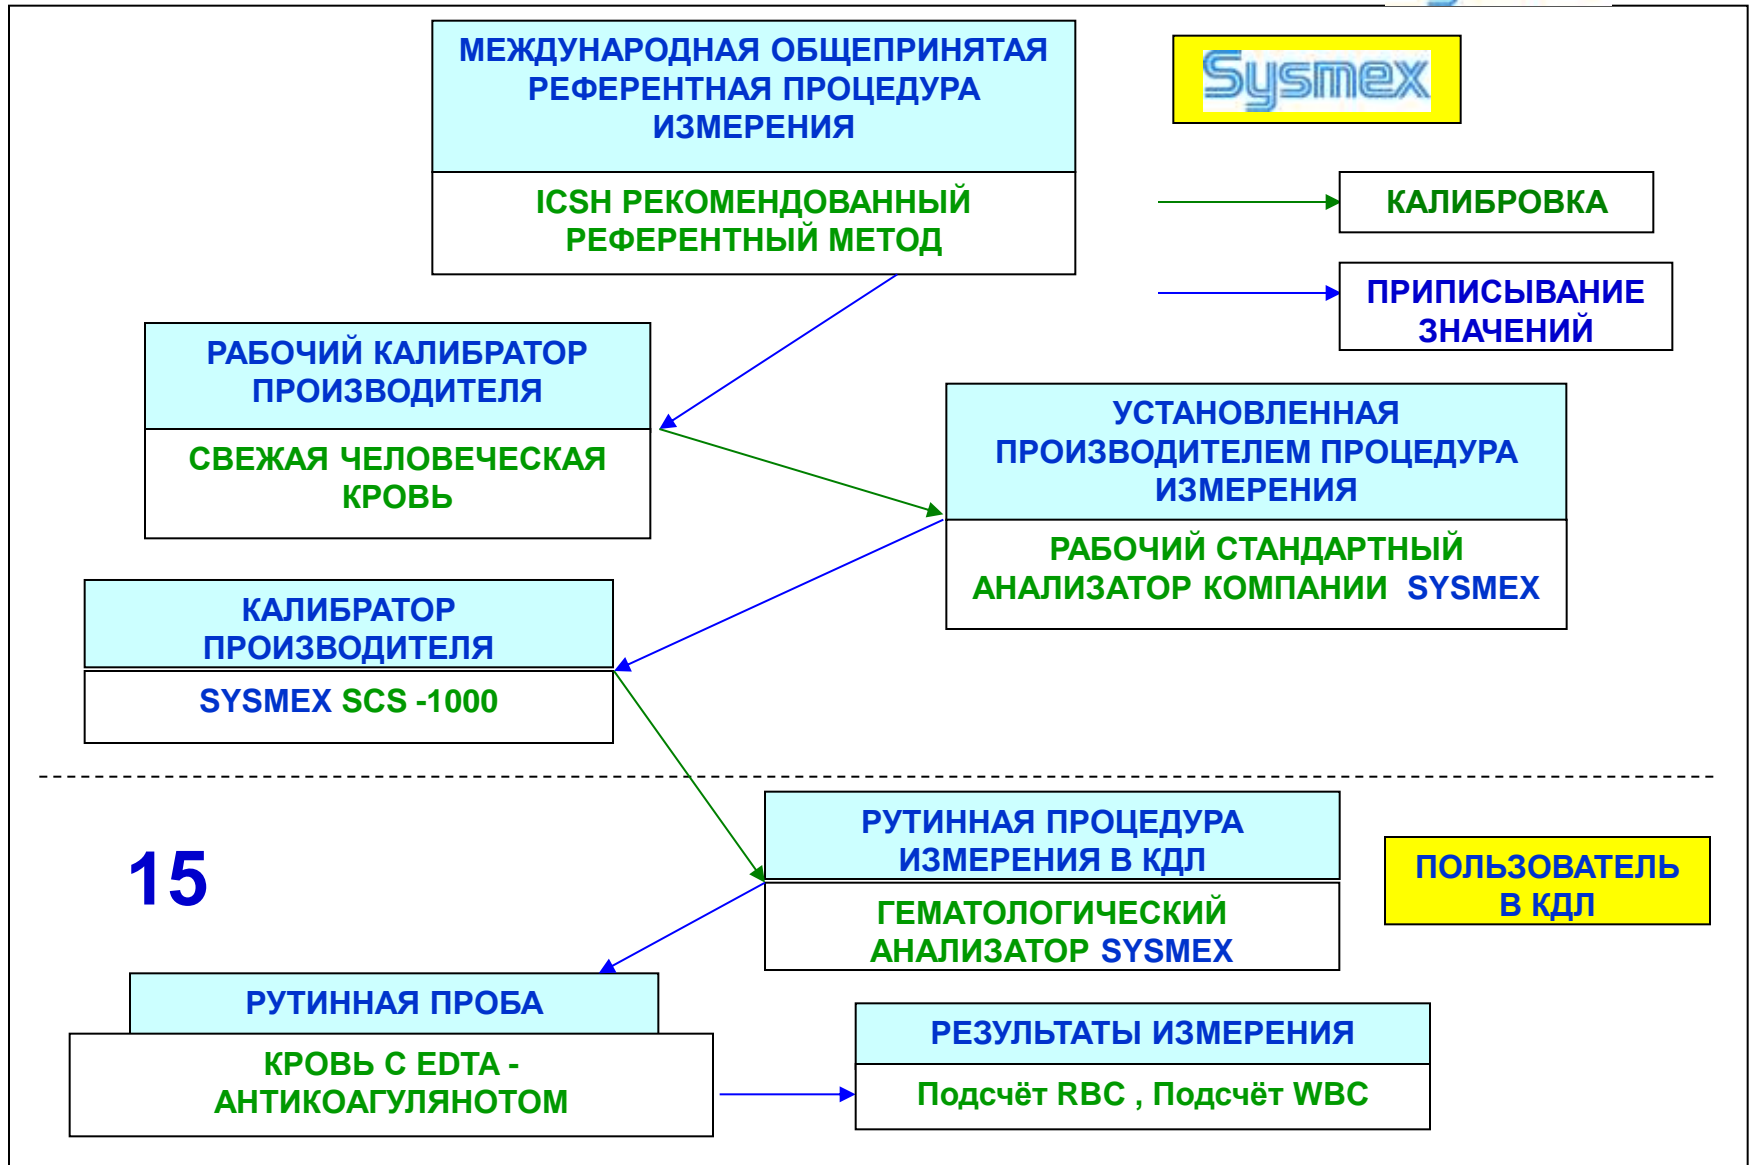 МЕЖДУНАРОДНАЯ ОБЩЕПРИНЯТАЯ
РЕФЕРЕНТНАЯ ПРОЦЕДУРА
ИЗМЕРЕНИЯ
ICSH РЕКОМЕНДОВАННЫЙ
РЕФЕРЕНТНЫЙ МЕТОД
Sysmex
КАЛИБРОВКА
ПРИПИСЫВАНИЕ
ЗНАЧЕНИЙ
РАБОЧИЙ КАЛИБРАТОР
ПРОИЗВОДИТЕЛЯ
СВЕЖАЯ ЧЕЛОВЕЧЕСКАЯ
КРОВЬ
УСТАНОВЛЕННАЯ
ПРОИЗВОДИТЕЛЕМ ПРОЦЕДУРА
ИЗМЕРЕНИЯ
РАБОЧИЙ СТАНДАРТНЫЙ
АНАЛИЗАТОР КОМПАНИИ SYSMEX
КАЛИБРАТОР
ПРОИЗВОДИТЕЛЯ
SYSMEX SCS -1000
РУТИННАЯ ПРОЦЕДУРА
ИЗМЕРЕНИЯ В КДЛ
ГЕМАТОЛОГИЧЕСКИЙ
АНАЛИЗАТОР SYSMEX
ПОЛЬЗОВАТЕЛЬ
В КДЛ
15
РУТИННАЯ ПРОБА
КРОВЬ С EDTA -
АНТИКОАГУЛЯНОТОМ
РЕЗУЛЬТАТЫ ИЗМЕРЕНИЯ
Подсчёт RBC , Подсчёт WBC